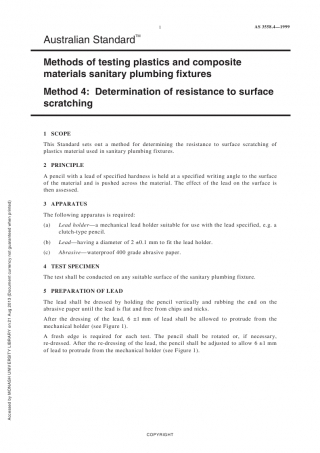 1
AS 3558.4—1999
Australian Standard™
Methods of testing plastics and composite
materials sanitary plumbing fixtures
Method 4: Determination of resistance to surface
scratching
1 SCOPE
This Standard sets out a method for determining the resistance to surface scratching of
plastics material used in sanitary plumbing fixtures.
2 PRINCIPLE
A pencil with a lead of specified hardness is held at a specified writing angle to the surface
of the material and is pushed across the material. The effect of the lead on the surface is
then assessed.
3 APPARATUS
The following apparatus is required:
(a) Lead holder—a mechanical lead holder suitable for use with the lead specified, e.g. a
clutch-type pencil.
(b) Lead—having a diameter of 2 ±0.1 mm to fit the lead holder.
(c) Abrasive—waterproof 400 grade abrasive paper.
4 TEST SPECIMEN
The test shall be conducted on any suitable surface of the sanitary plumbing fixture.
5 PREPARATION OF LEAD
The lead shall be dressed by holding the pencil vertically and rubbing the end on the
abrasive paper until the lead is flat and free from chips and nicks.
After the dressing of the lead, 6 ±1 mm of lead shall be allowed to protrude from the
mechanical holder (see Figure 1).
A fresh edge is required for each test. The pencil shall be rotated or, if necessary,
re-dressed. After the re-dressing of the lead, the pencil shall be adjusted to allow 6 ±1 mm
of lead to protrude from the mechanical holder (see Figure 1).
Accessed by MONASH UNIVERSITY LIBRARY on 21 Aug 2013 (Document currency not guaranteed when printed)
COPYRIGHT